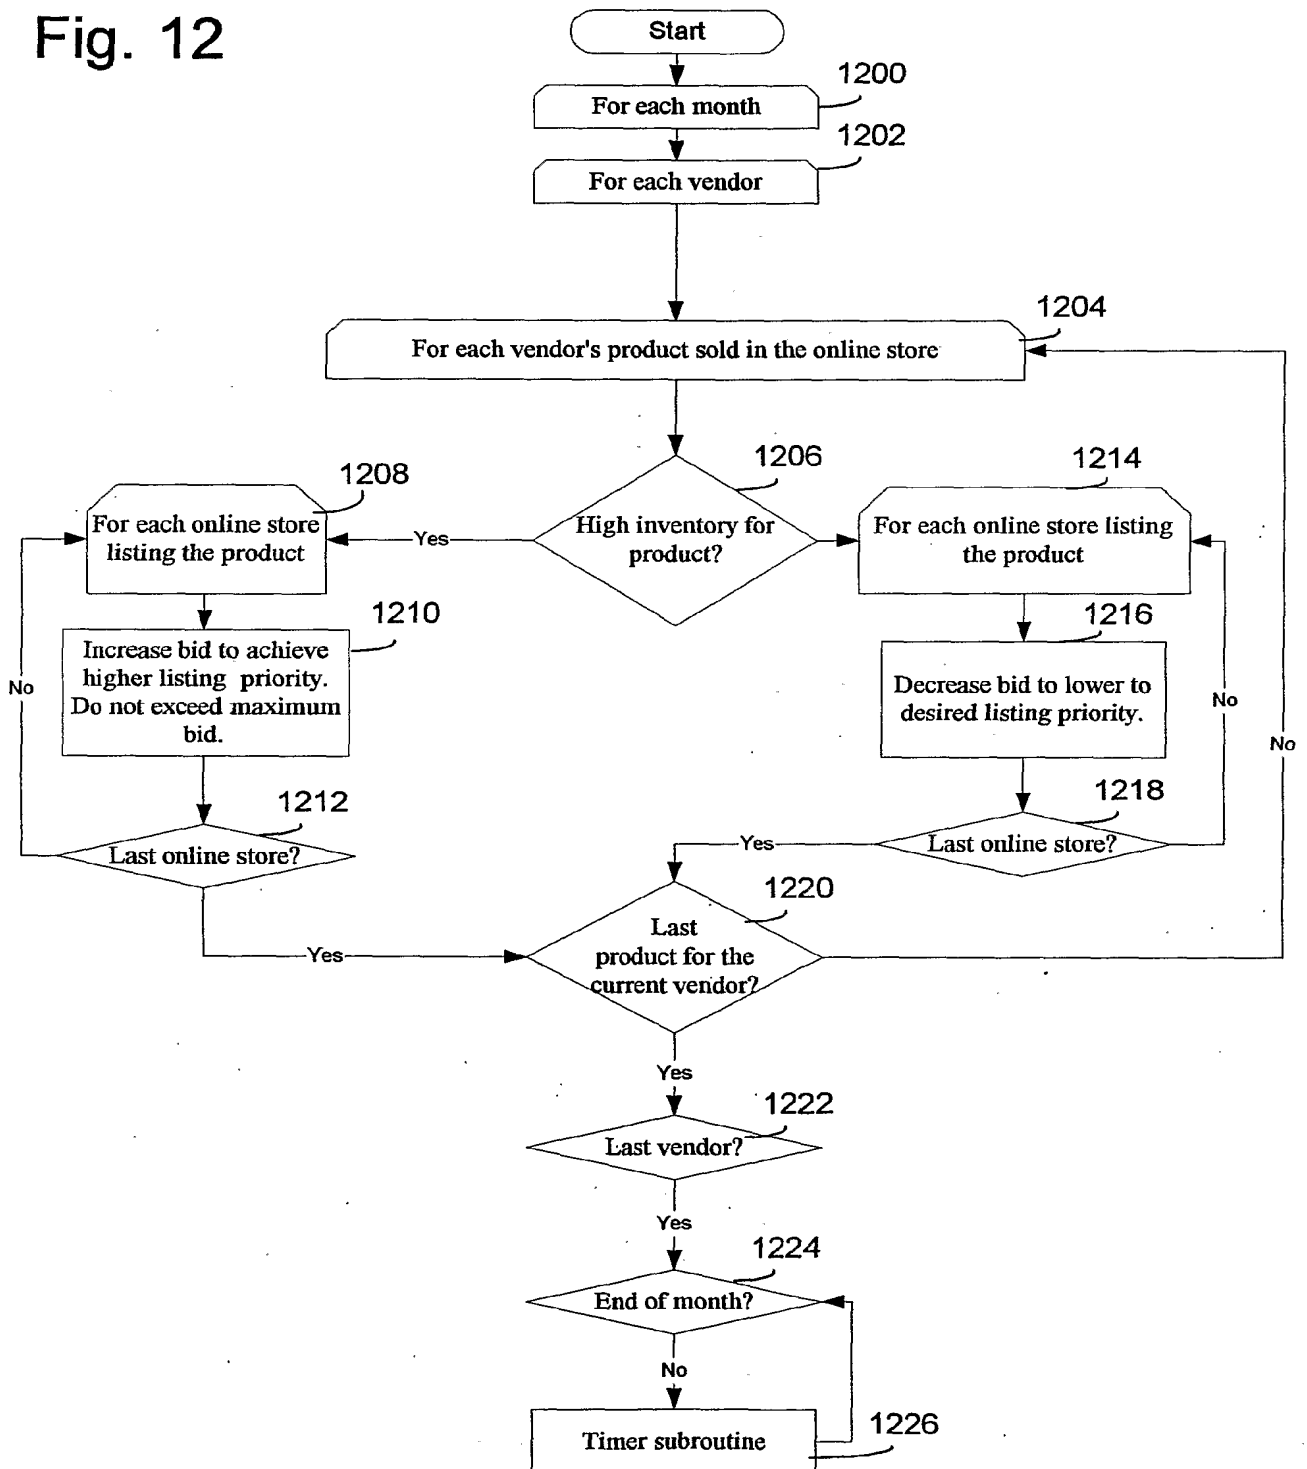 Fig. 12
Start
1200
For each month
1202
For each vendor
1204
For each vendor's product sold in the online store
1206
High inventory for
product?
Yes
1208
For each online store
listing the product
1214
For each online store listing
the product
1210
Increase bid to achieve
higher listing priority.
Do not exceed maximum
bid.
No
1216
Decrease bid to lower to
desired listing priority.
No
No
1212
Last online store?
1218
Last online store?
Yes
Yes
1220
Last
product for the
current vendor?
Yes
1222
Last vendor?
Yes
1224
End of month?
No
1226
Timer subroutine